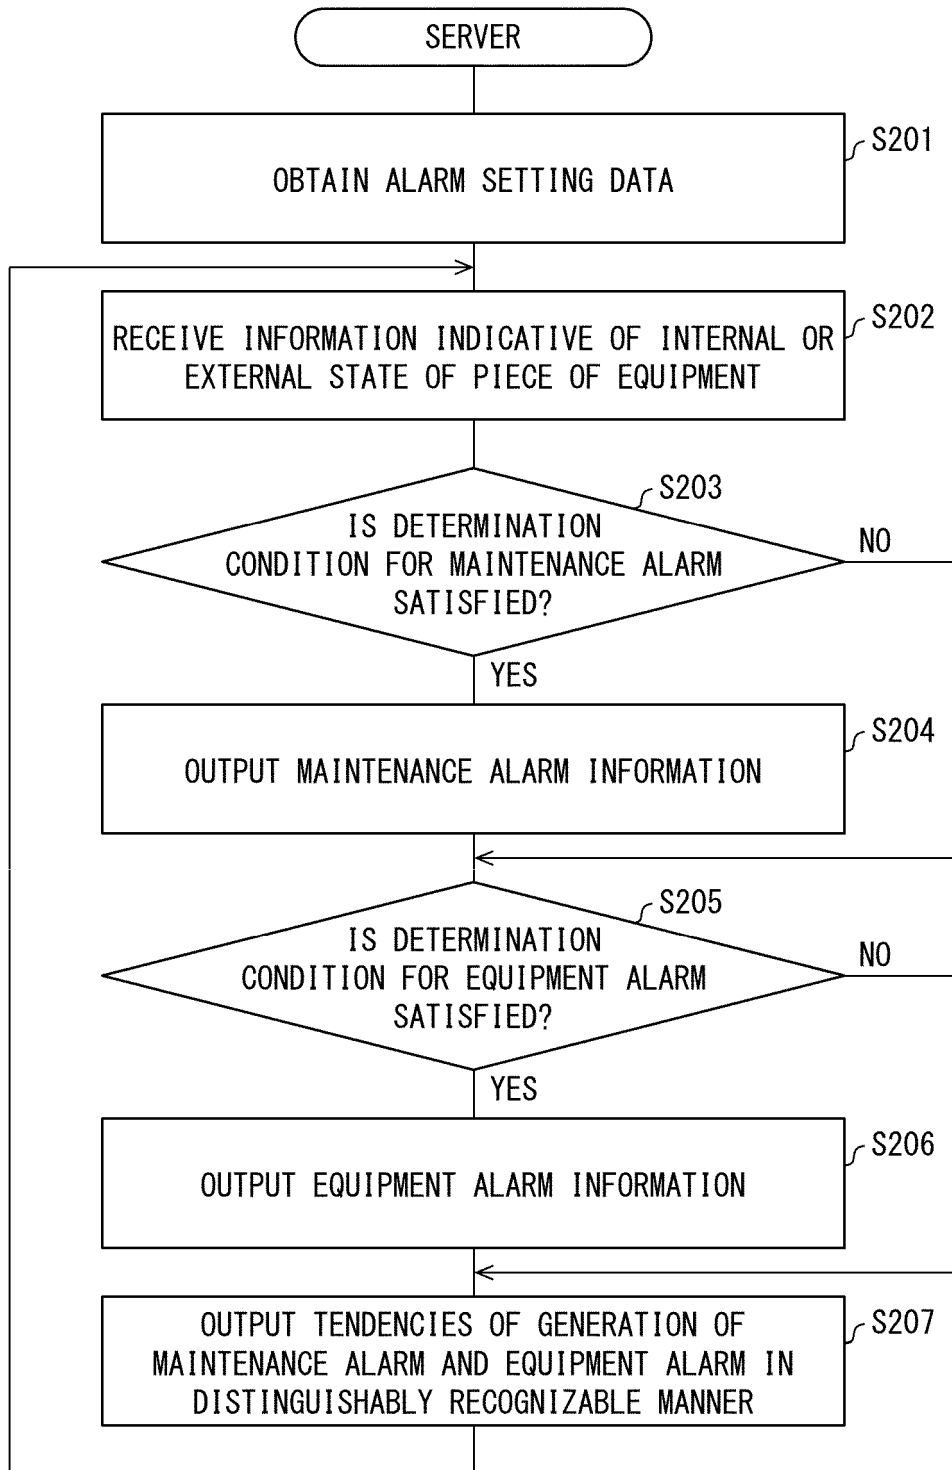 SERVER
S201
OBTAIN ALARM SETTING DATA
S202
RECEIVE INFORMATION INDICATIVE OF INTERNAL OR
EXTERNAL STATE OF PIECE OF EQUIPMENT
S203
IS DETERMINATION
CONDITION FOR MAINTENANCE ALARM
SATISFIED?
NO
YES
S204
OUTPUT MAINTENANCE ALARM INFORMATION
S205
IS DETERMINATION
CONDITION FOR EQUIPMENT ALARM
SATISFIED?
NO
YES
S206
OUTPUT EQUIPMENT ALARM INFORMATION
S207
OUTPUT TENDENCIES OF GENERATION OF
MAINTENANCE ALARM AND EQUIPMENT ALARM IN
DISTINGUISHABLY RECOGNIZABLE MANNER